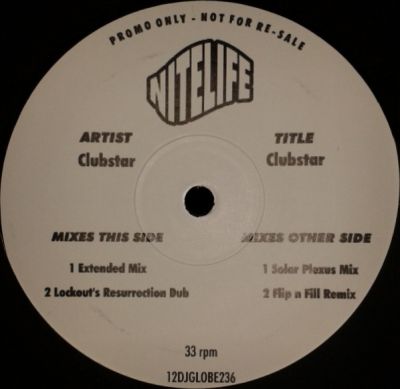 PROMO ONLY - NOT FOR RE-SALE
NITELIFE
ARTIST
Clubstar
TITLE
Clubstar
MIXES THIS SIDE
1 Extended Mix
2 Lockout's Resurrection Dub
MIXES OTHER SIDE
1 Solar Plexus Mix
2 Flip n Fill Remix
33 rpm
12DJGLOBE236